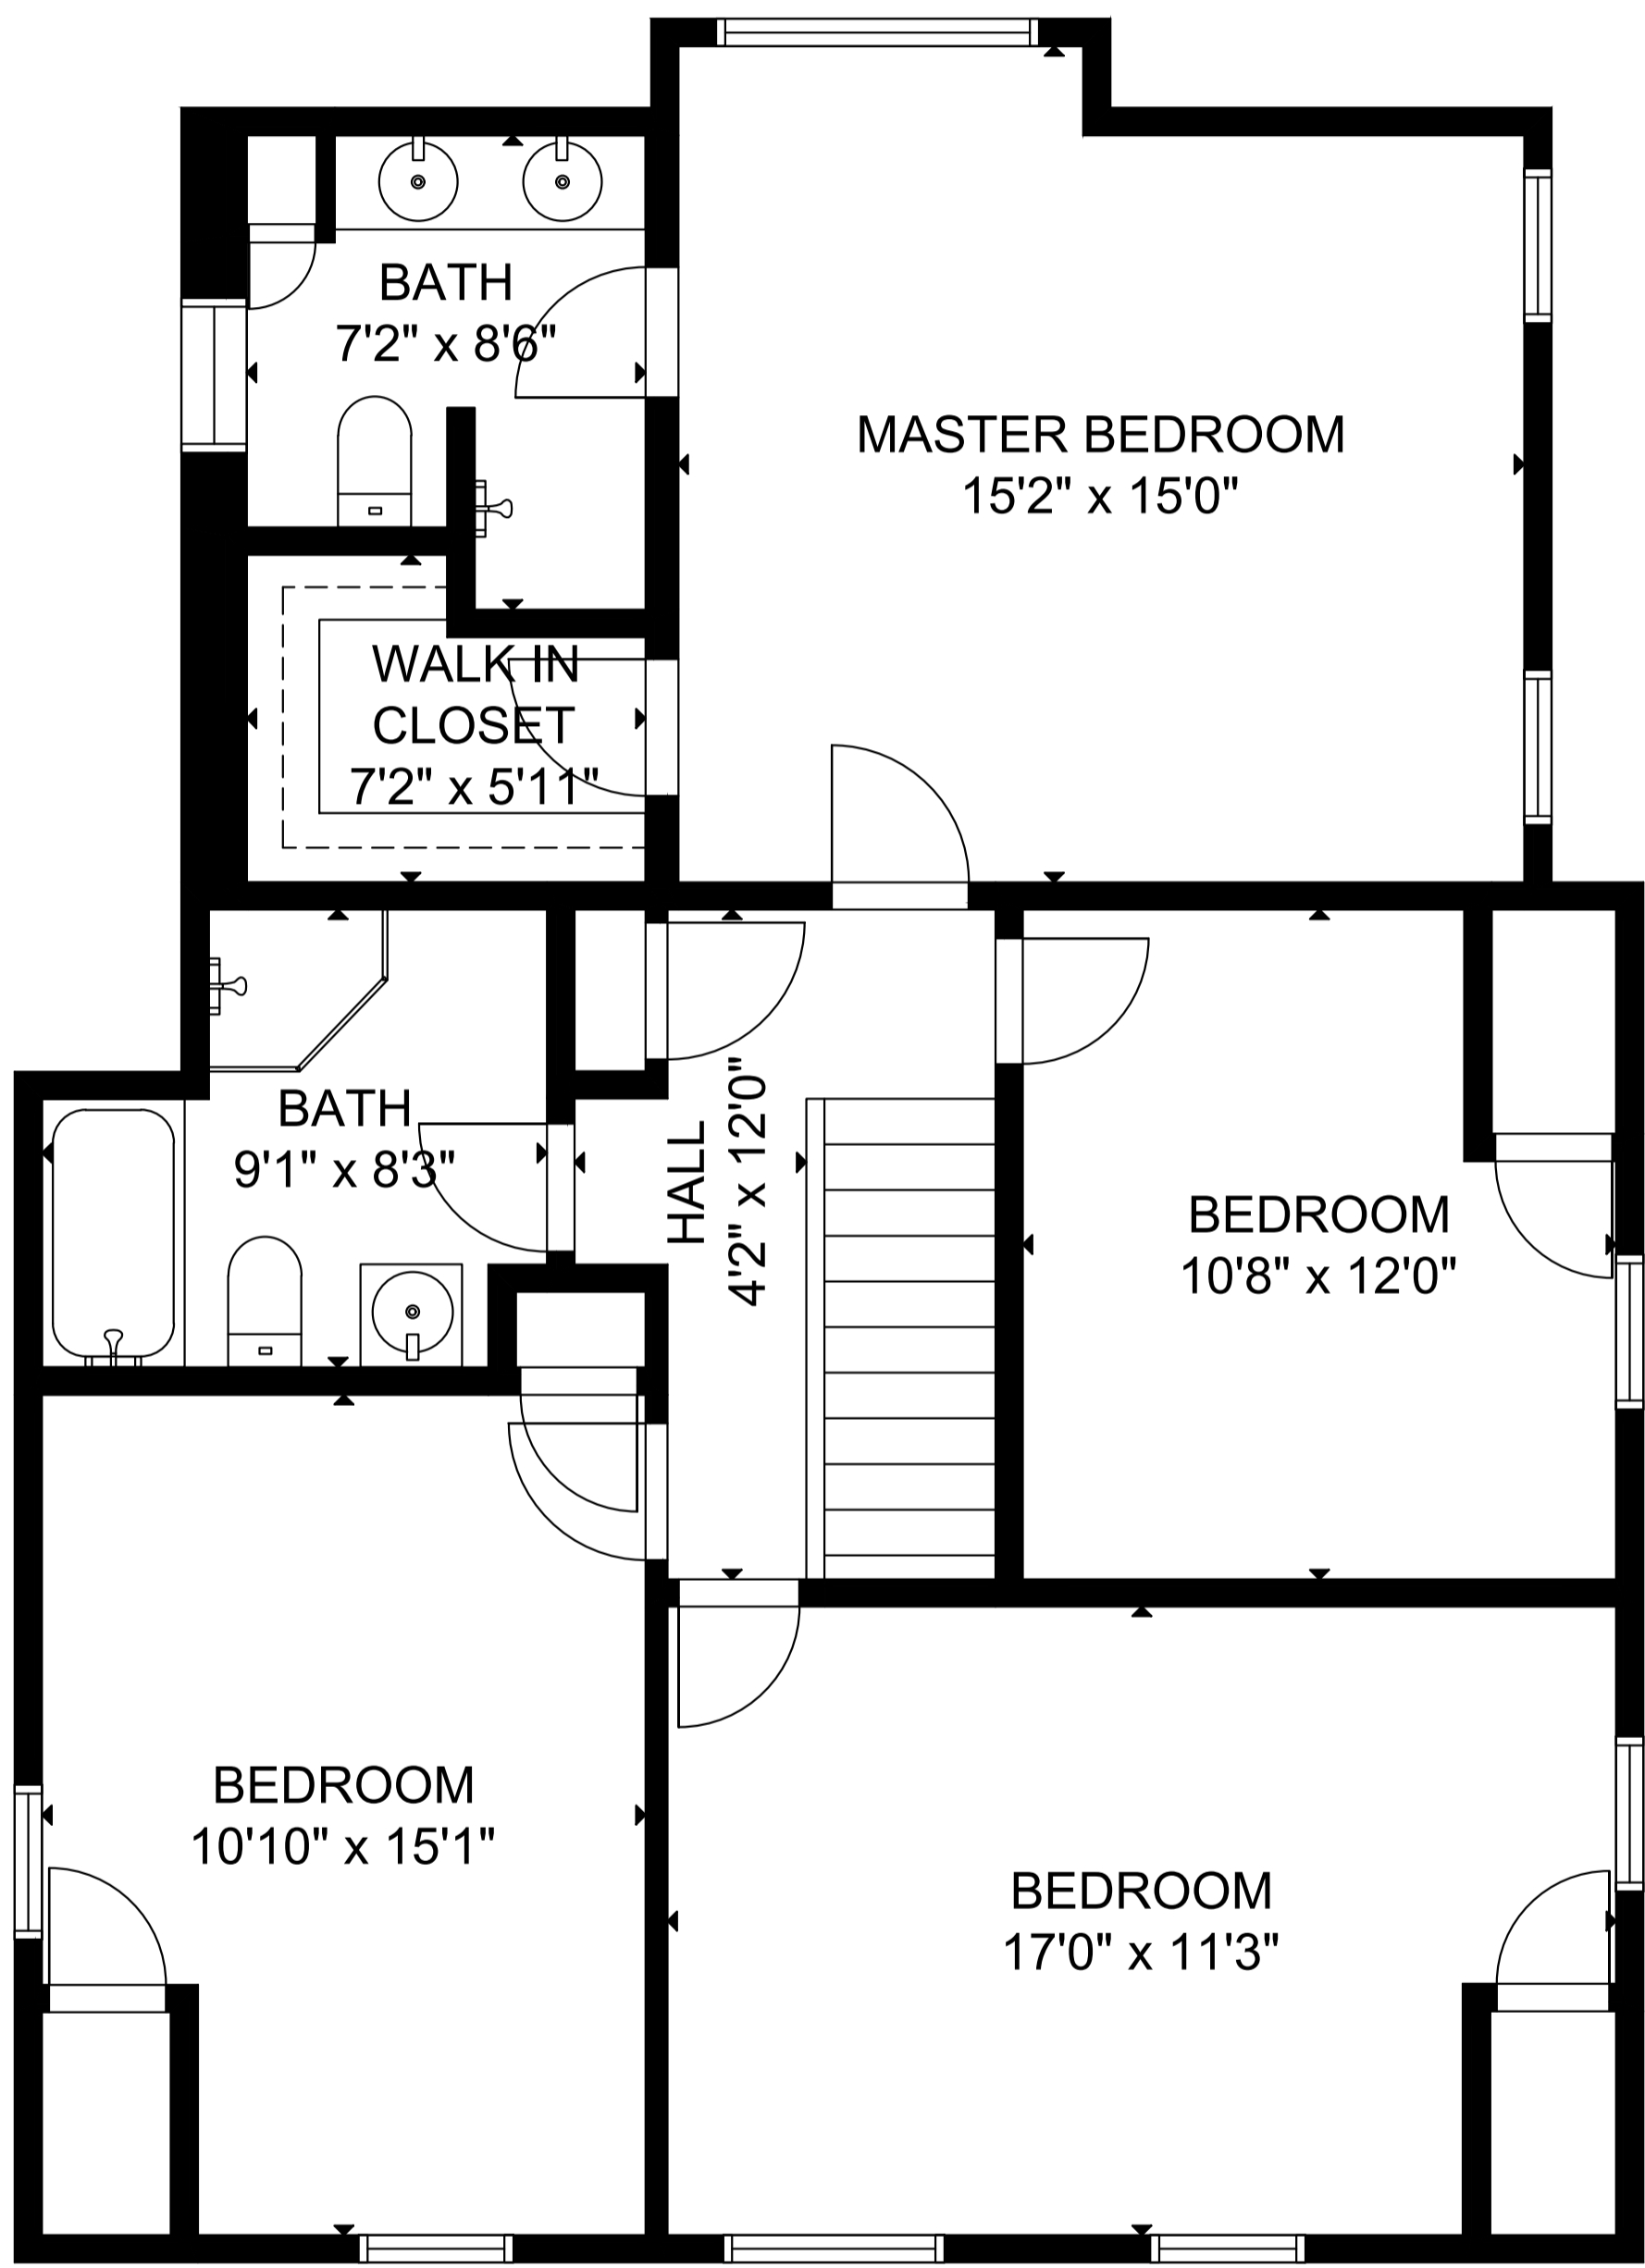 BATH
7'2" x 8'6"
MASTER BEDROOM
15'2" x 15'0"
WALK IN
CLOSET
7'2" x 5'11"
BATH
9'1" x 8'3"
HALL
4'2" x 12'0"
BEDROOM
10'8" x 12'0"
BEDROOM
10'10" x 15'1"
BEDROOM
17'0" x 11'3"